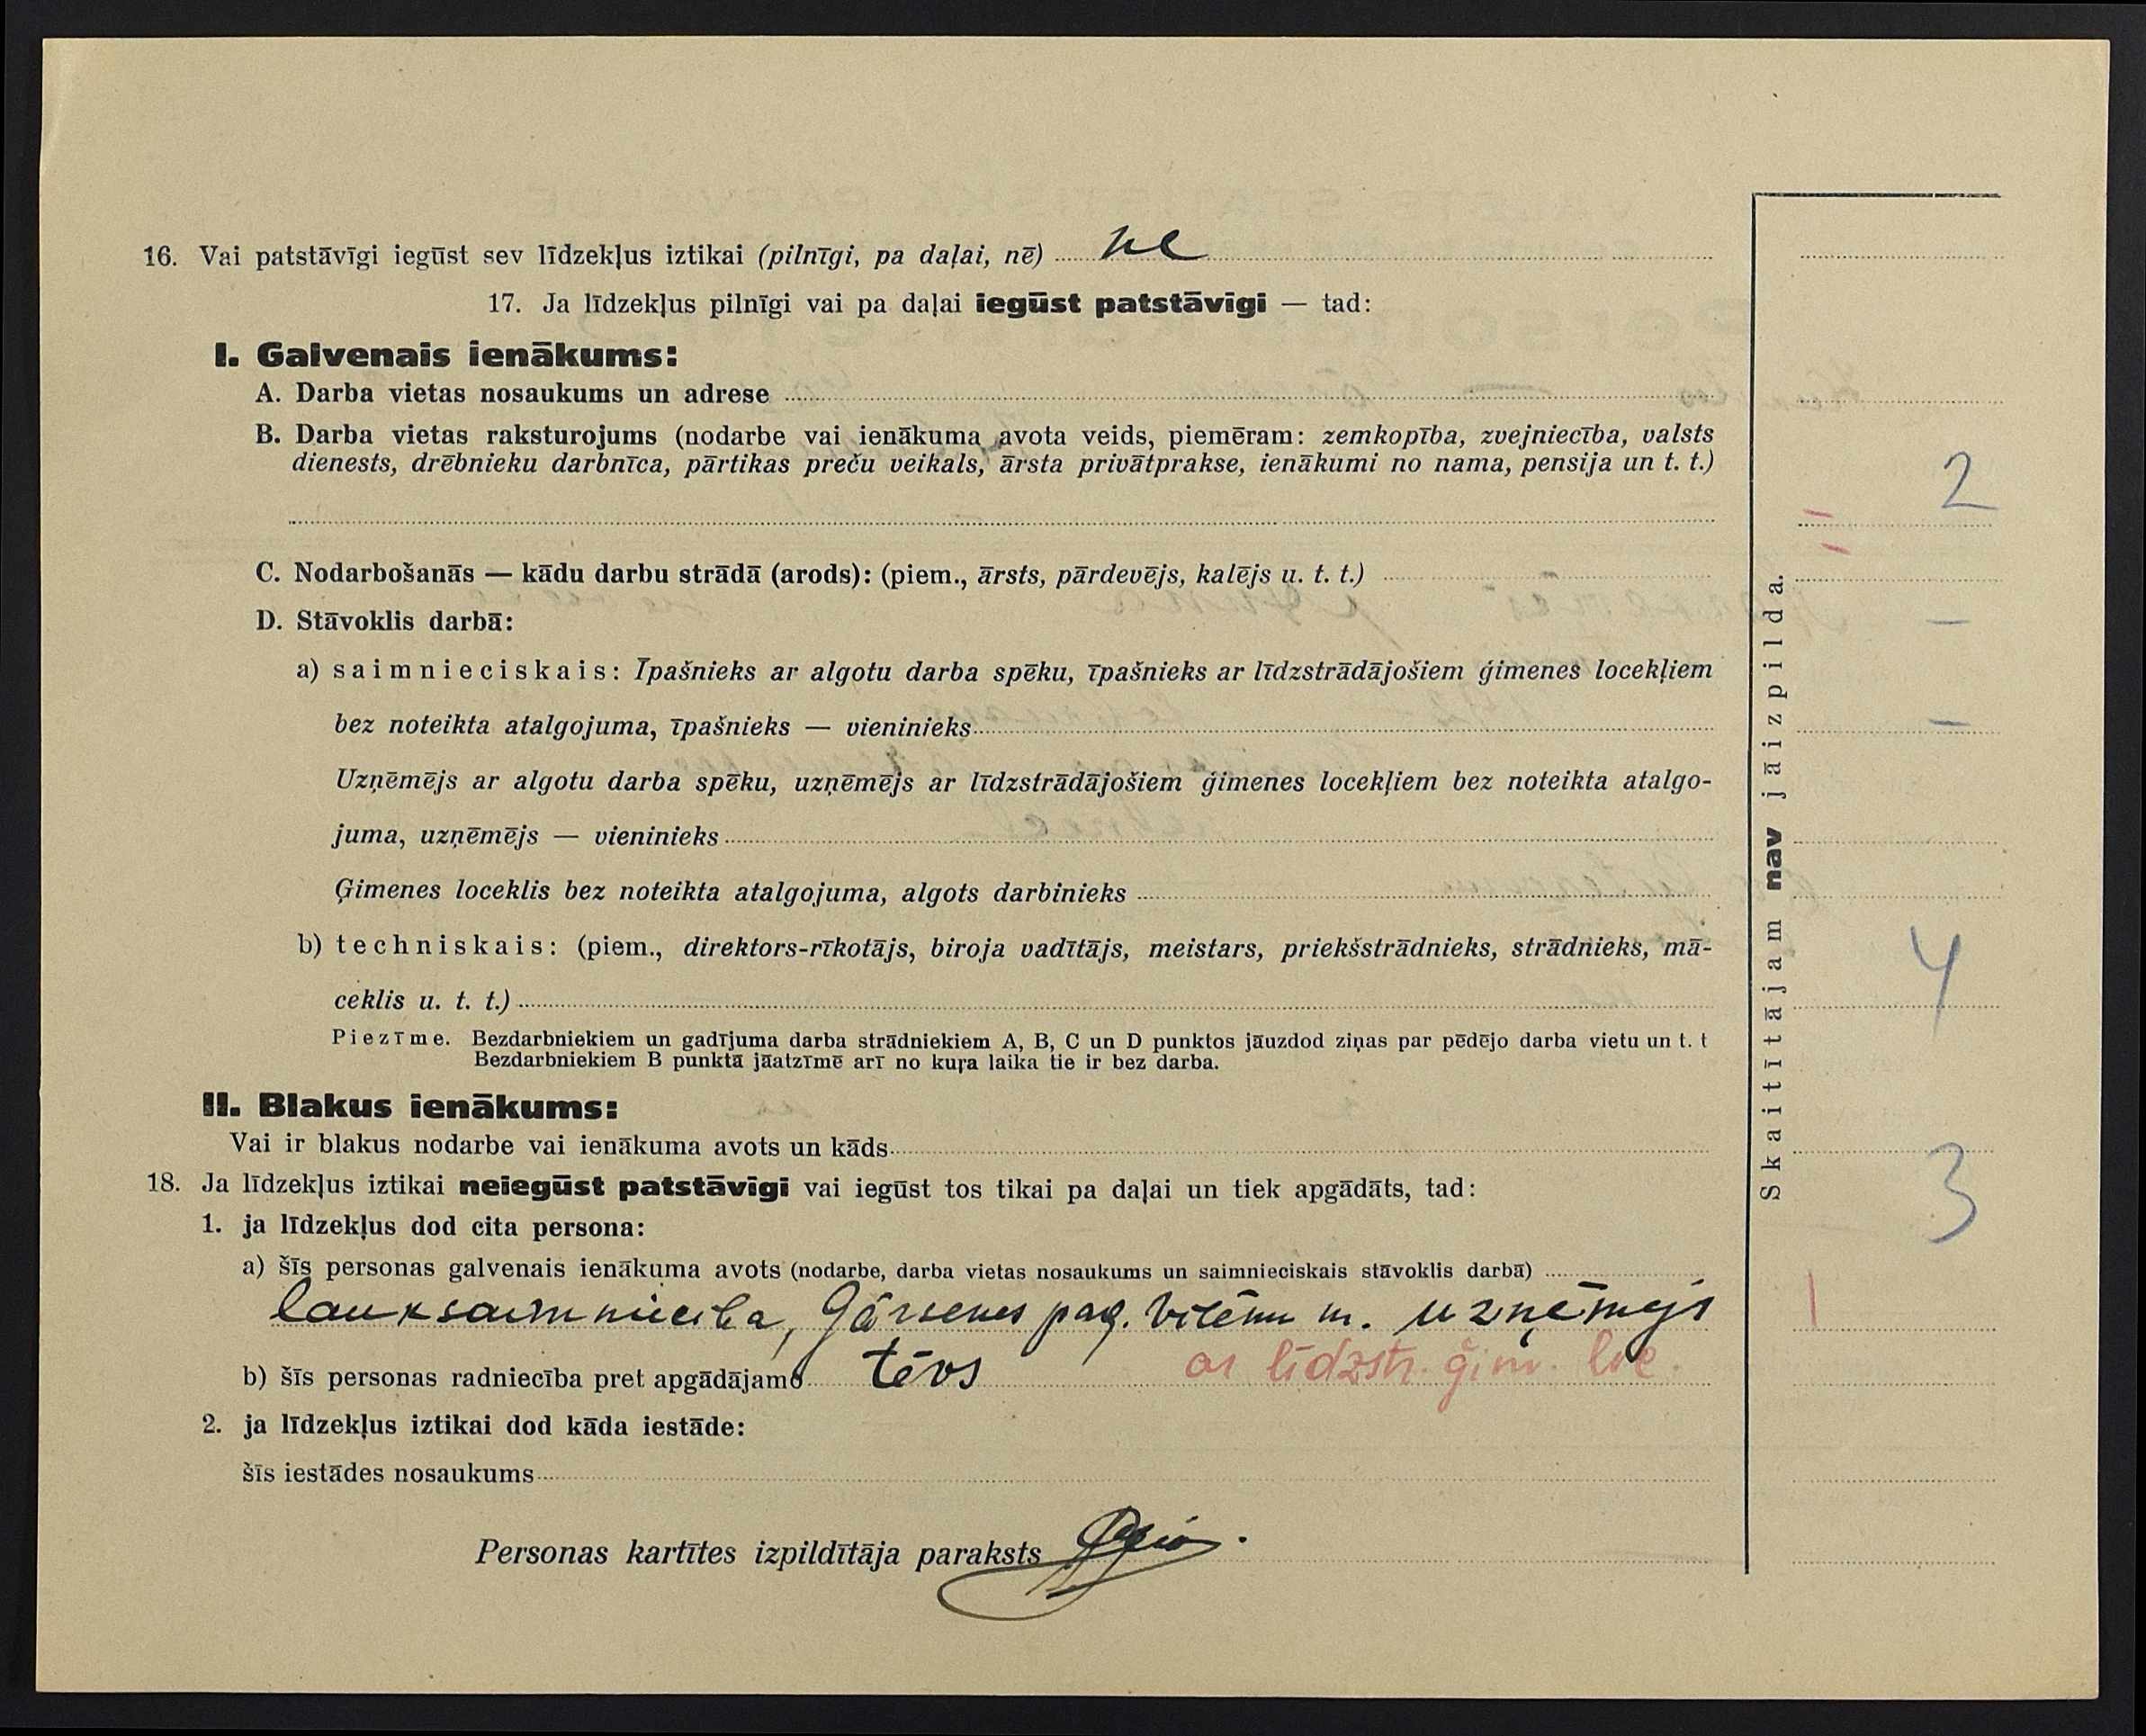 16. Vai patstāvīgi iegūst sev līdzekļus iztikai (pilnīgi, pa daļai, nē) ne
17. Ja līdzekļus pilnīgi vai pa daļai iegūst patstāvīgi — tad:
I. Galvenais ienākums:
A. Darba vietas nosaukums un adrese
B. Darba vietas raksturojums (nodarbe vai ienākuma avota veids, piemēram: zemkopība, zvejniecība, valsts
dienests, drēbnieku darbnīca, pārtikas preču veikals, ārsta privātprakse, ienākumi no nama, pensija un t. t.)
2
C. Nodarbošanās — kādu darbu strādā (arods): (piem., ārsts, pārdevējs, kalējs u. t. t.)
D. Stāvoklis darbā:
–
a) saimnieciskais: Īpašnieks ar algotu darba spēku, īpašnieks ar līdzstrādājošiem ģimenes locekļiem
bez noteikta atalgojuma, īpašnieks — vieninieks
–
Uzņēmējs ar algotu darba spēku, uzņēmējs ar līdzstrādājošiem ģimenes locekļiem bez noteikta atalgo-
juma, uzņēmējs — vieninieks
Ģimenes loceklis bez noteikta atalgojuma, algots darbinieks
b) techniskais: (piem., direktors-rīkotājs, biroja vadītājs, meistars, priekšstrādnieks, strādnieks, mā-
ceklis u. t. t.)
4
Piezīme. Bezdarbniekiem un gadījuma darba strādniekiem A, B, C un D punktos jāuzdod ziņas par pēdējo darba vietu un t. t
Bezdarbniekiem B punktā jāatzīmē arī no kuŗa laika tie ir bez darba.
II. Blakus ienākums:
Vai ir blakus nodarbe vai ienākuma avots un kāds
18. Ja līdzekļus iztikai neiegūst patstāvīgi vai iegūst tos tikai pa daļai un tiek apgādāts, tad:
3
1. ja līdzekļus dod cita persona:
a) šīs personas galvenais ienākuma avots (nodarbe, darba vietas nosaukums un saimnieciskais stāvoklis darbā)
lauksaimniecība, Gārsenes pag. m. uzņēmējs
1
b) šīs personas radniecība pret apgādājamo tēvs ar līdzstr. ģim. loc.
2. ja līdzekļus iztikai dod kāda iestāde:
šīs iestādes nosaukums
Personas kartītes izpildītāja paraksts
Skaitītājam nav jāizpilda.